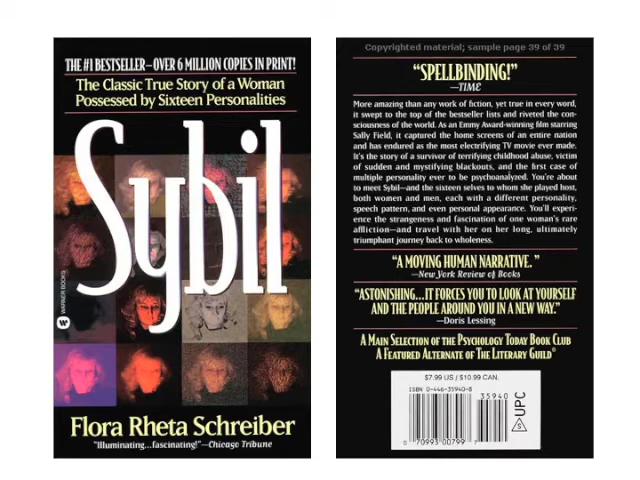 THE #1 BESTSELLER—OVER 6 MILLION COPIES IN PRINT!
The Classic True Story of a Woman
Possessed by Sixteen Personalities
Sybil
WARNER BOOKS
Flora Rheta Schreiber
"Illuminating...fascinating!"—Chicago Tribune
Copyrighted material; sample page 39 of 39
"SPELLBINDING!"
—TIME
More amazing than any work of fiction, yet true in every word,
it swept to the top of the bestseller lists and riveted the con-
sciousness of the world. As an Emmy Award-winning film starring
Sally Field, it captured the home screens of an entire nation
and has endured as the most electrifying TV movie ever made.
It's the story of a survivor of terrifying childhood abuse, victim
of sudden and mystifying blackouts, and the first case of
multiple personality ever to be psychoanalyzed. You're about
to meet Sybil—and the sixteen selves to whom she played host,
both women and men, each with a different personality,
speech pattern, and even personal appearance. You'll experi-
ence the strangeness and fascination of one woman's rare
affliction—and travel with her on her long, ultimately
triumphant journey back to wholeness.
"A MOVING HUMAN NARRATIVE. "
—New York Review of Books
"ASTONISHING...IT FORCES YOU TO LOOK AT YOURSELF
AND THE PEOPLE AROUND YOU IN A NEW WAY."
—Doris Lessing
A MAIN SELECTION OF THE PSYCHOLOGY TODAY BOOK CLUB
A FEATURED ALTERNATE OF THE LITERARY GUILD®
$7.99 US / $10.99 CAN.
ISBN 0-446-35940-8
35940
0 70993 00799 7
S UPC